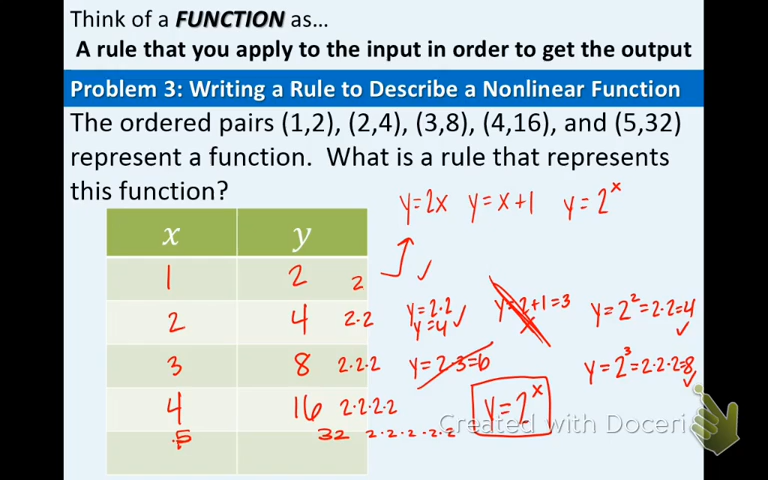 Think of a FUNCTION as…
A rule that you apply to the input in order to get the output
Problem 3: Writing a Rule to Describe a Nonlinear Function
The ordered pairs (1,2), (2,4), (3,8), (4,16), and (5,32)
represent a function. What is a rule that represents
this function?
y=2x y=x+1 y=2^x
x y
1 2 2 ✓
2 4 2·2 y=2·2 y=2+1=3 y=2²=2·2=4
y=4 ✓ x ✓
3 8 2·2·2 y=2·3=6 y=2³=2·2·2=8 ✓
4 16 2·2·2·2 y=2^x
Created with Doceri
5 32 2·2·2·2·2